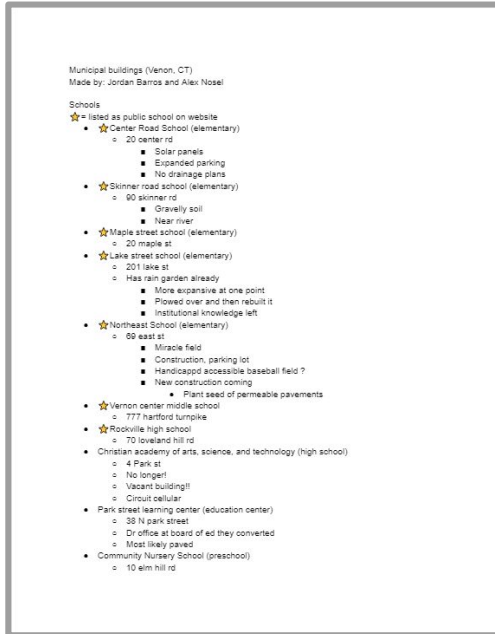 Municipal buildings (Venon, CT)
Made by: Jordan Barros and Alex Nosel
Schools
⭐= listed as public school on website
● ⭐Center Road School (elementary)
○ 20 center rd
■ Solar panels
■ Expanded parking
■ No drainage plans
● ⭐Skinner road school (elementary)
○ 90 skinner rd
■ Gravelly soil
■ Near river
● ⭐Maple street school (elementary)
○ 20 maple st
● ⭐Lake street school (elementary)
○ 201 lake st
○ Has rain garden already
■ More expansive at one point
■ Plowed over and then rebuilt it
■ Institutional knowledge left
● ⭐Northeast School (elementary)
○ 69 east st
■ Miracle field
■ Construction, parking lot
■ Handicappd accessible baseball field ?
■ New construction coming
● Plant seed of permeable pavements
● ⭐Vernon center middle school
○ 777 hartford turnpike
● ⭐Rockville high school
○ 70 loveland hill rd
● Christian academy of arts, science, and technology (high school)
○ 4 Park st
○ No longer!
○ Vacant building!!
○ Circuit cellular
● Park street learning center (education center)
○ 38 N park street
○ Dr office at board of ed they converted
○ Most likely paved
● Community Nursery School (preschool)
○ 10 elm hill rd